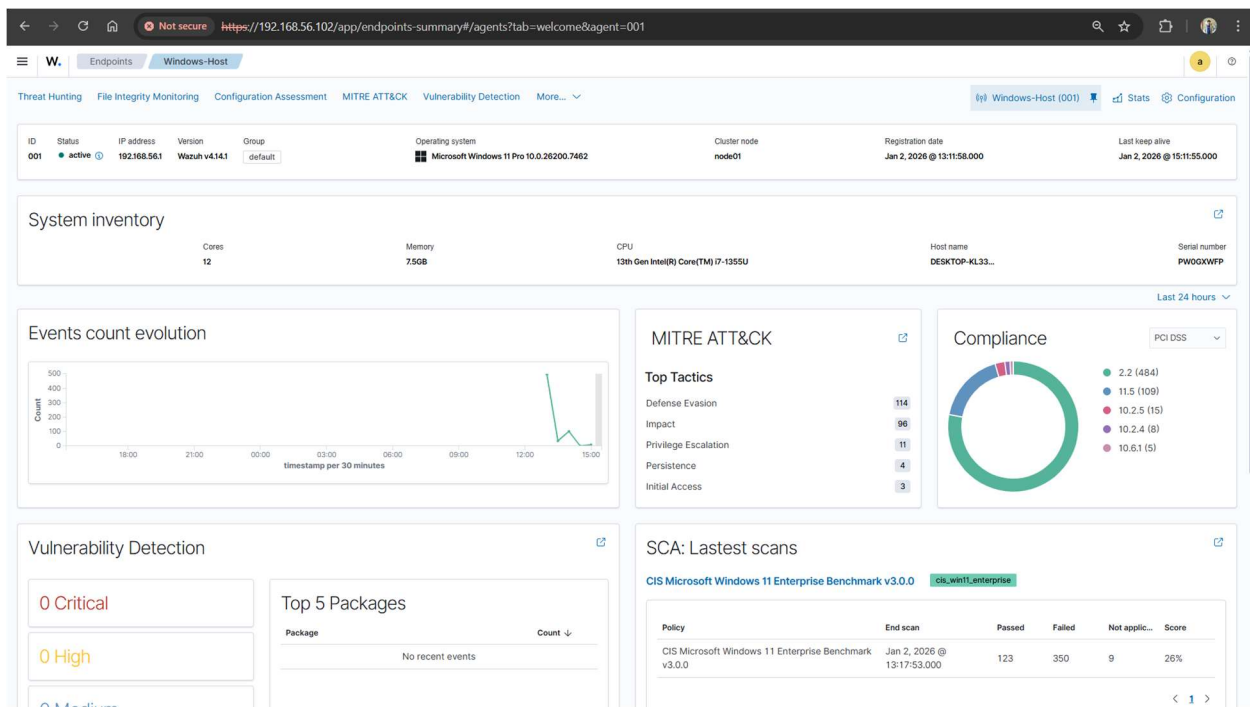 Not secure https://192.168.56.102/app/endpoints-summary#/agents?tab=welcome&agent=001
W. Endpoints Windows-Host a
Threat Hunting File Integrity Monitoring Configuration Assessment MITRE ATT&CK Vulnerability Detection More... Windows-Host (001) Stats Configuration
ID Status IP address Version Group Operating system Cluster node Registration date Last keep alive
001 active 192.168.56.1 Wazuh v4.14.1 default Microsoft Windows 11 Pro 10.0.26200.7462 node01 Jan 2, 2026 @ 13:11:58.000 Jan 2, 2026 @ 15:11:55.000
System inventory
Cores Memory CPU Host name Serial number
12 7.5GB 13th Gen Intel(R) Core(TM) i7-1355U DESKTOP-KL33... PW0GXWFP
Last 24 hours
Events count evolution
Count
500
400
300
200
100
0
18:00 21:00 00:00 03:00 06:00 09:00 12:00 15:00
timestamp per 30 minutes
MITRE ATT&CK
Top Tactics
Defense Evasion 114
Impact 96
Privilege Escalation 11
Persistence 4
Initial Access 3
Compliance PCI DSS
2.2 (484)
11.5 (109)
10.2.5 (15)
10.2.4 (8)
10.6.1 (5)
Vulnerability Detection
0 Critical
0 High
0 Medium
Top 5 Packages
Package Count
No recent events
SCA: Lastest scans
CIS Microsoft Windows 11 Enterprise Benchmark v3.0.0 cis_win11_enterprise
Policy End scan Passed Failed Not applic... Score
CIS Microsoft Windows 11 Enterprise Benchmark Jan 2, 2026 @
v3.0.0 13:17:53.000 123 350 9 26%
1